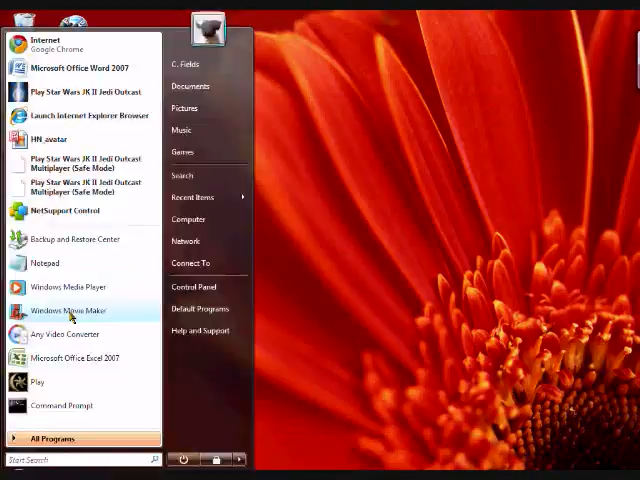 Internet
Google Chrome
Microsoft Office Word 2007
Play Star Wars JK II Jedi Outcast
Launch Internet Explorer Browser
HN_avatar
Play Star Wars JK II Jedi Outcast
Multiplayer (Safe Mode)
Play Star Wars JK II Jedi Outcast
Multiplayer (Safe Mode)
NetSupport Control
Backup and Restore Center
Notepad
Windows Media Player
Windows Movie Maker
Any Video Converter
Microsoft Office Excel 2007
Play
Command Prompt
All Programs
Start Search
C. Fields
Documents
Pictures
Music
Games
Search
Recent Items
Computer
Network
Connect To
Control Panel
Default Programs
Help and Support